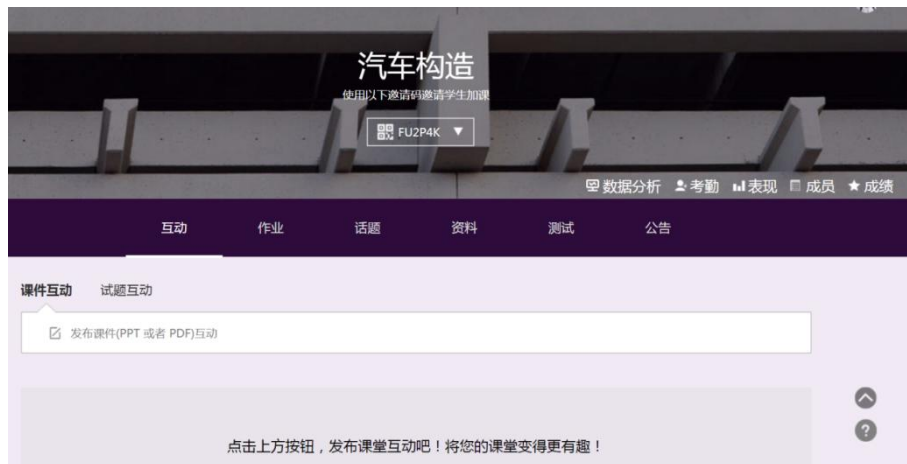 汽车构造
使用以下邀请码邀请学生加课
FU2P4K
数据分析 考勤 表现 成员 成绩
互动 作业 话题 资料 测试 公告
课件互动 试题互动
发布课件(PPT 或者 PDF)互动
点击上方按钮，发布课堂互动吧！将您的课堂变得更有趣！